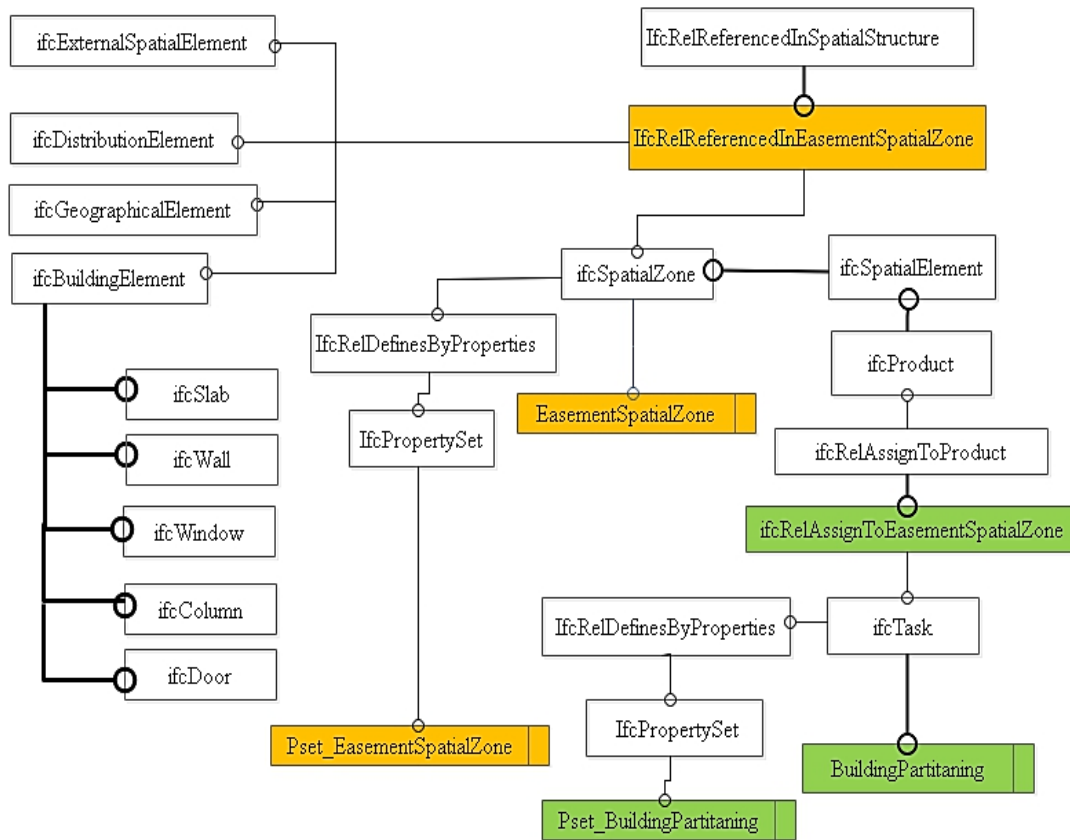 ifcExternalSpatialElement
IfcRelReferencedInSpatialStructure
ifcDistributionElement
IfcRelReferencedInEasementSpatialZone
ifcGeographicalElement
ifcBuildingElement
ifcSpatialZone
ifcSpatialElement
IfcRelDefinesByProperties
ifcProduct
ifcSlab
EasementSpatialZone
IfcPropertySet
ifcWall
ifcRelAssignToProduct
ifcWindow
ifcRelAssignToEasementSpatialZone
ifcColumn
IfcRelDefinesByProperties
ifcTask
ifcDoor
IfcPropertySet
Pset_EasementSpatialZone
BuildingPartitaning
Pset_BuildingPartitaning